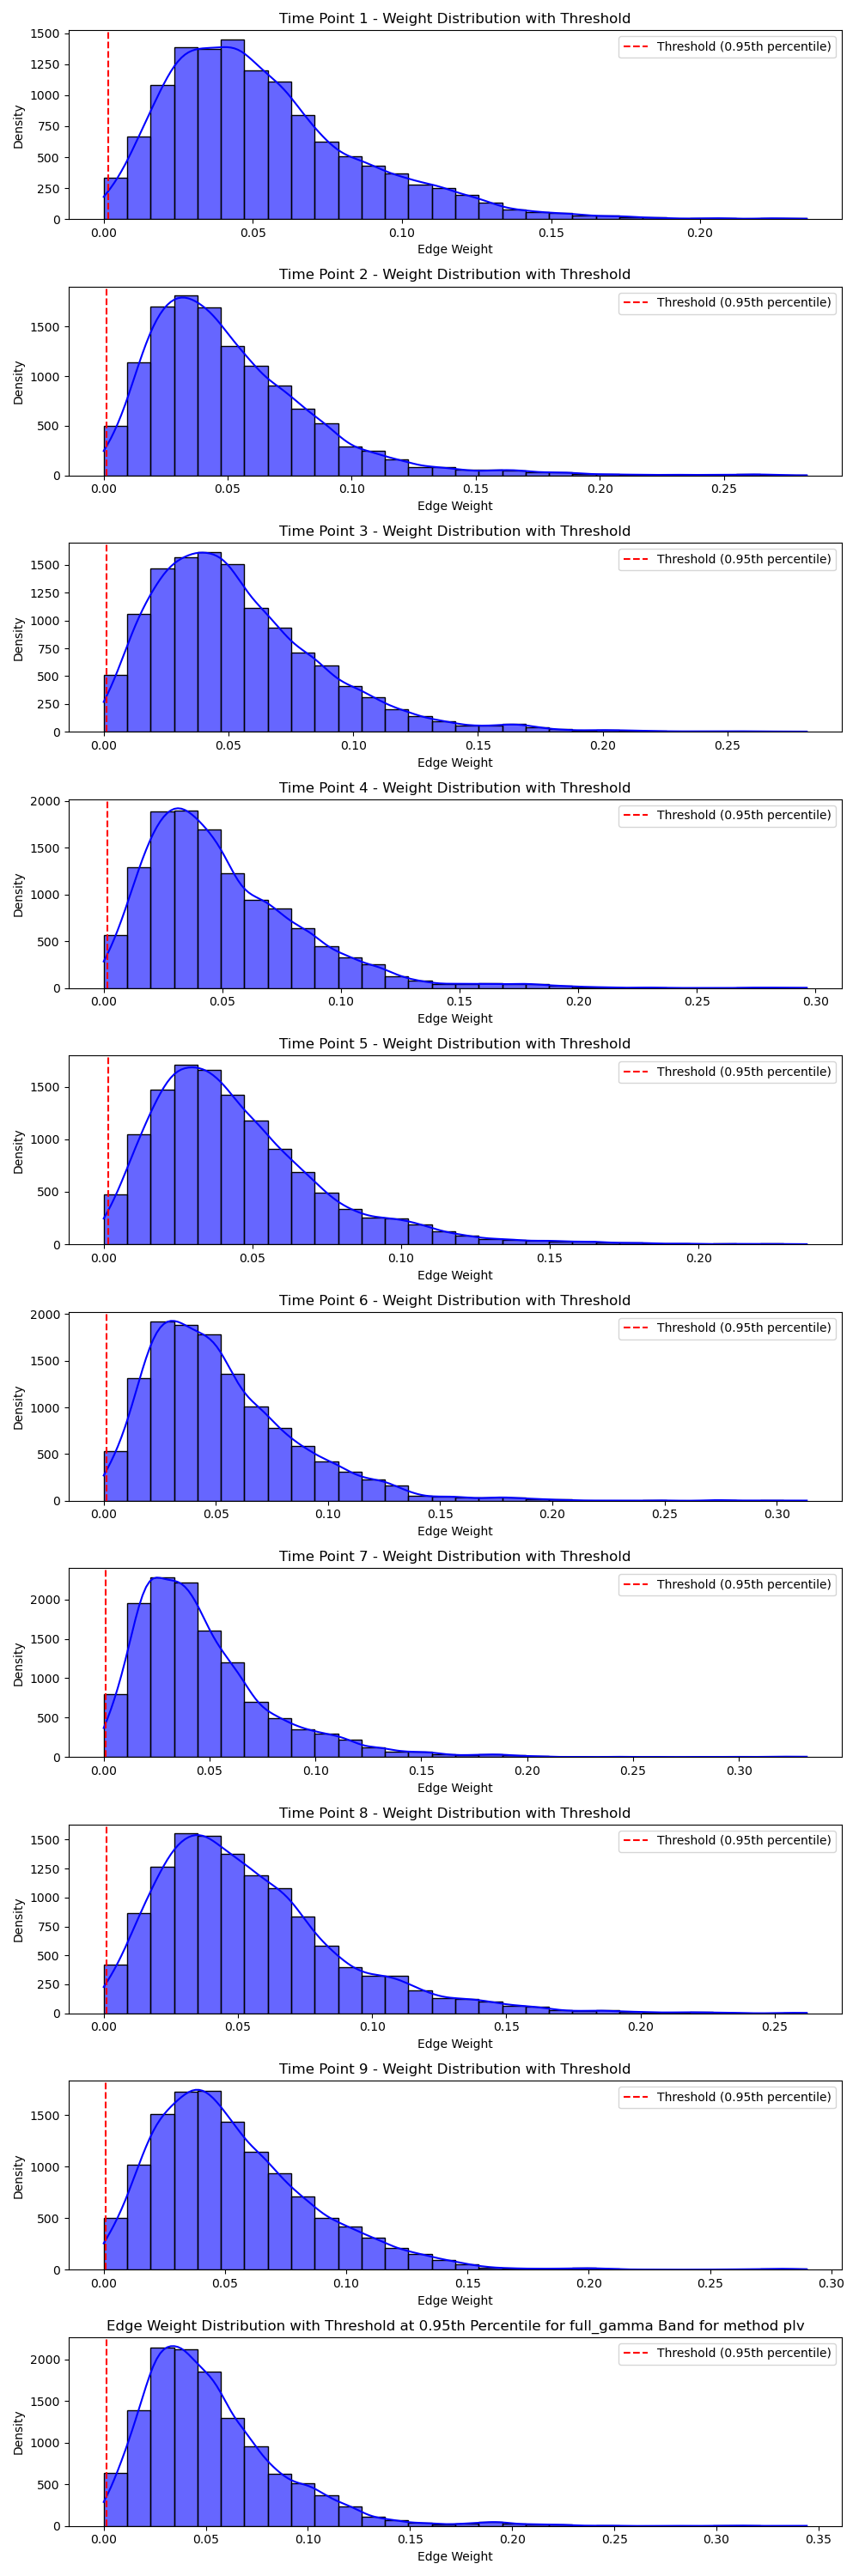 Time Point 1 - Weight Distribution with Threshold
1500
1250
1000
750
500
250
0
Density
Threshold (0.95th percentile)
0.00 0.05 0.10 0.15 0.20
Edge Weight
Time Point 2 - Weight Distribution with Threshold
1500
1000
500
0
Density
Threshold (0.95th percentile)
0.00 0.05 0.10 0.15 0.20 0.25
Edge Weight
Time Point 3 - Weight Distribution with Threshold
1500
1250
1000
750
500
250
0
Density
Threshold (0.95th percentile)
0.00 0.05 0.10 0.15 0.20 0.25
Edge Weight
Time Point 4 - Weight Distribution with Threshold
2000
1500
1000
500
0
Density
Threshold (0.95th percentile)
0.00 0.05 0.10 0.15 0.20 0.25 0.30
Edge Weight
Time Point 5 - Weight Distribution with Threshold
1500
1000
500
0
Density
Threshold (0.95th percentile)
0.00 0.05 0.10 0.15 0.20
Edge Weight
Time Point 6 - Weight Distribution with Threshold
2000
1500
1000
500
0
Density
Threshold (0.95th percentile)
0.00 0.05 0.10 0.15 0.20 0.25 0.30
Edge Weight
Time Point 7 - Weight Distribution with Threshold
2000
1500
1000
500
0
Density
Threshold (0.95th percentile)
0.00 0.05 0.10 0.15 0.20 0.25 0.30
Edge Weight
Time Point 8 - Weight Distribution with Threshold
1500
1250
1000
750
500
250
0
Density
Threshold (0.95th percentile)
0.00 0.05 0.10 0.15 0.20 0.25
Edge Weight
Time Point 9 - Weight Distribution with Threshold
1500
1000
500
0
Density
Threshold (0.95th percentile)
0.00 0.05 0.10 0.15 0.20 0.25 0.30
Edge Weight
Edge Weight Distribution with Threshold at 0.95th Percentile for full_gamma Band for method plv
2000
1500
1000
500
0
Density
Threshold (0.95th percentile)
0.00 0.05 0.10 0.15 0.20 0.25 0.30 0.35
Edge Weight